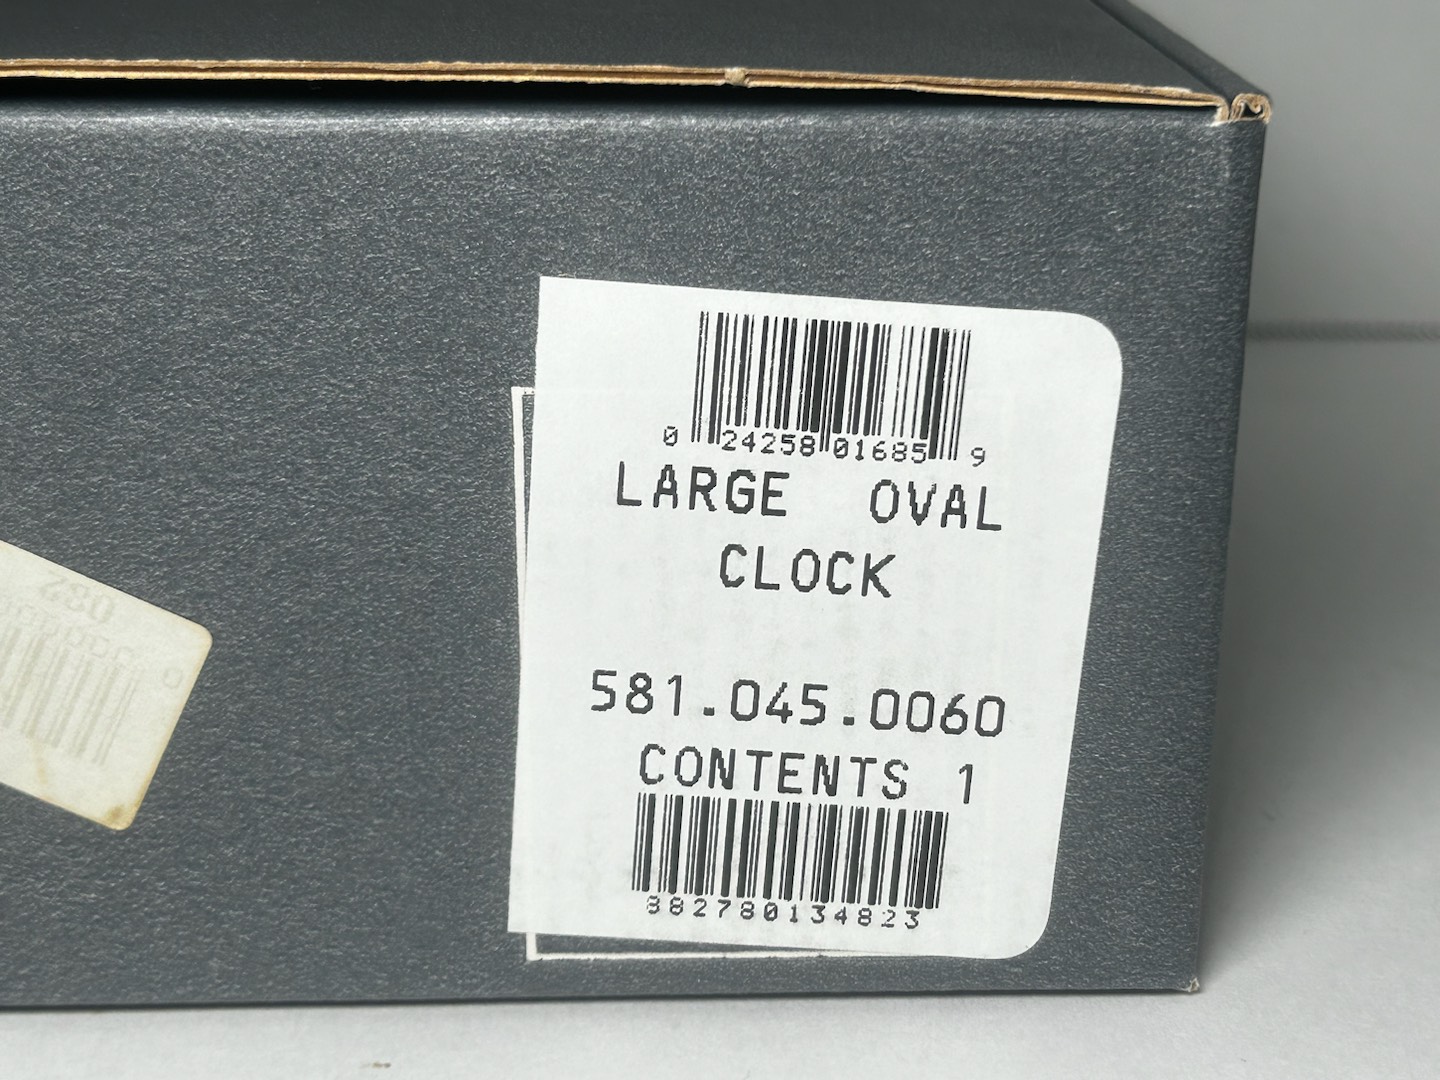 0 24258 01685 9
LARGE OVAL
CLOCK
581.045.0060
CONTENTS 1
882780134823